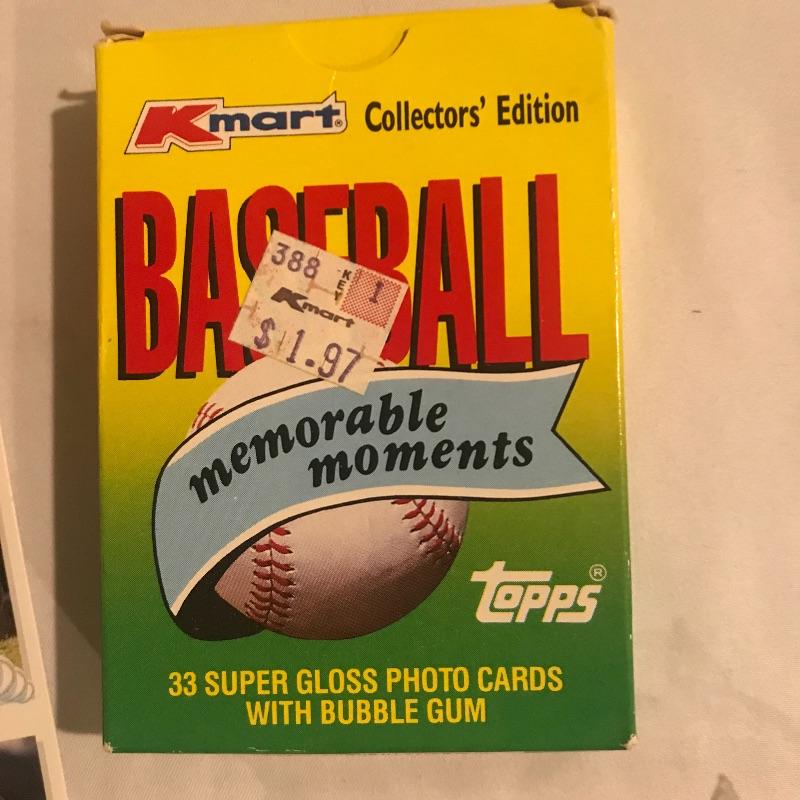 Kmart® Collectors' Edition
BASEBALL
388 KEY 1
Kmart
$1.97
memorable
moments
TOPPS®
33 SUPER GLOSS PHOTO CARDS
WITH BUBBLE GUM